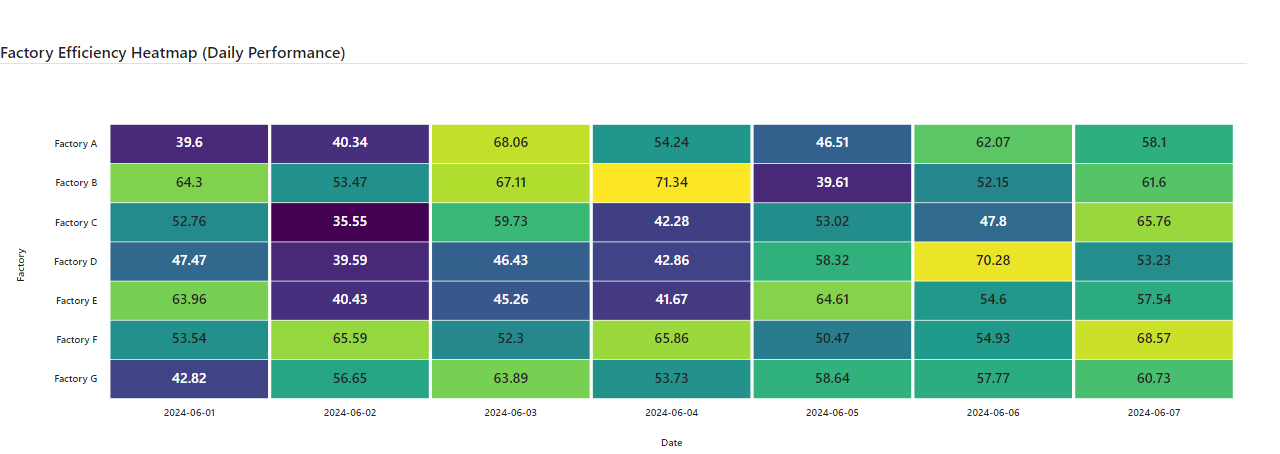 Factory Efficiency Heatmap (Daily Performance)
Factory A 39.6 40.34 68.06 54.24 46.51 62.07 58.1
Factory B 64.3 53.47 67.11 71.34 39.61 52.15 61.6
Factory C 52.76 35.55 59.73 42.28 53.02 47.8 65.76
Factory D 47.47 39.59 46.43 42.86 58.32 70.28 53.23
Factory E 63.96 40.43 45.26 41.67 64.61 54.6 57.54
Factory F 53.54 65.59 52.3 65.86 50.47 54.93 68.57
Factory G 42.82 56.65 63.89 53.73 58.64 57.77 60.73
2024-06-01 2024-06-02 2024-06-03 2024-06-04 2024-06-05 2024-06-06 2024-06-07
Date
Factory